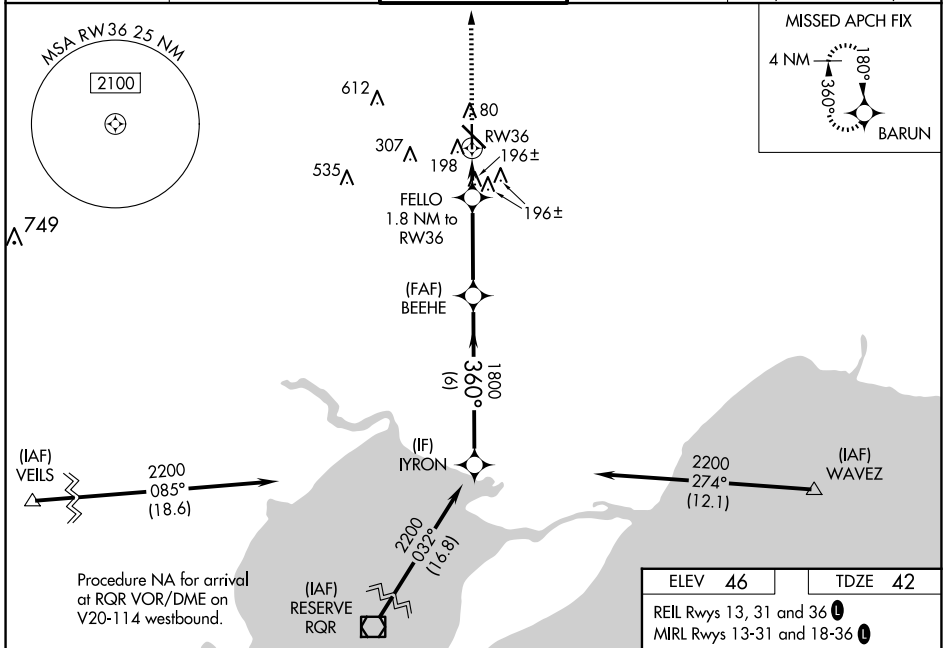 MSA RW36 25 NM
2100
MISSED APCH FIX
4 NM
180°
360°
BARUN
612
80
RW36
307
198
196±
535
FELLO
1.8 NM to
RW36
196±
749
(FAF)
BEEHE
1800
360°
(6)
(IF)
IYRON
(IAF)
VEILS
2200
085°
(18.6)
2200
274°
(12.1)
(IAF)
WAVEZ
2200
032°
(16.8)
Procedure NA for arrival
at RQR VOR/DME on
V20-114 westbound.
(IAF)
RESERVE
RQR
ELEV 46
TDZE 42
REIL Rwys 13, 31 and 36 L
MIRL Rwys 13-31 and 18-36 L